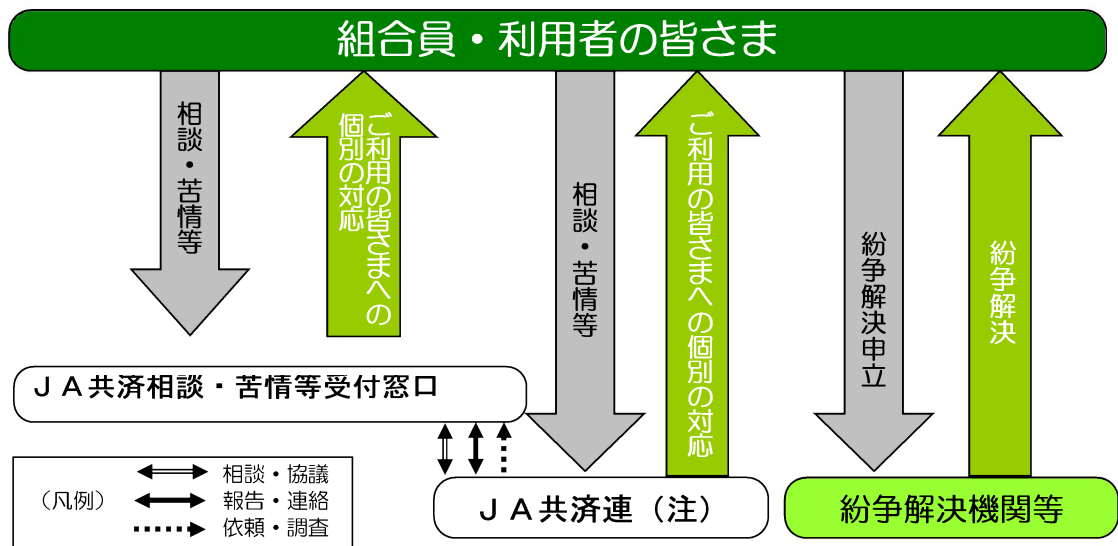 組合員・利用者の皆さま
相談・苦情等
ご利用の皆さまへの
個別の対応
相談・苦情等
ご利用の皆さまへの個別の対応
紛争解決申立
紛争解決
JA共済相談・苦情等受付窓口
JA共済連（注）
紛争解決機関等
（凡例）
相談・協議
報告・連絡
依頼・調査